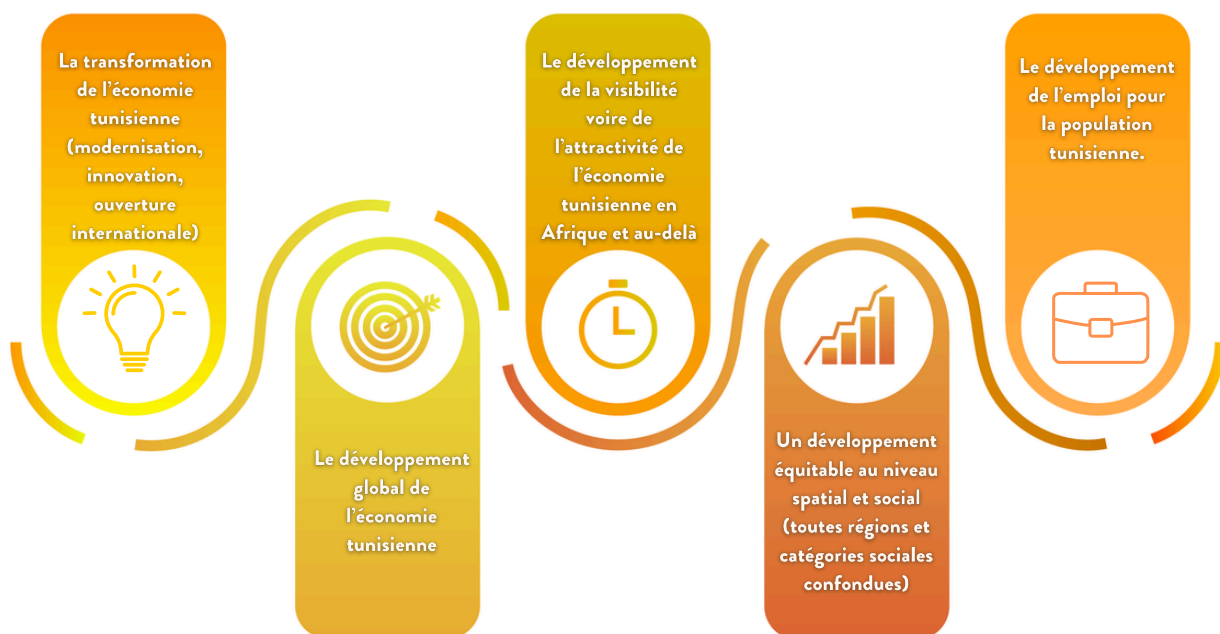 La transformation
de l'économie
tunisienne
(modernisation,
innovation,
ouverture
internationale)
Le développement
global de
l'économie
tunisienne
Le développement
de la visibilité
voire de
l'attractivité de
l'économie
tunisienne en
Afrique et au-delà
Un développement
équitable au niveau
spatial et social
(toutes régions et
catégories sociales
confondues)
Le développement
de l'emploi pour
la population
tunisienne.